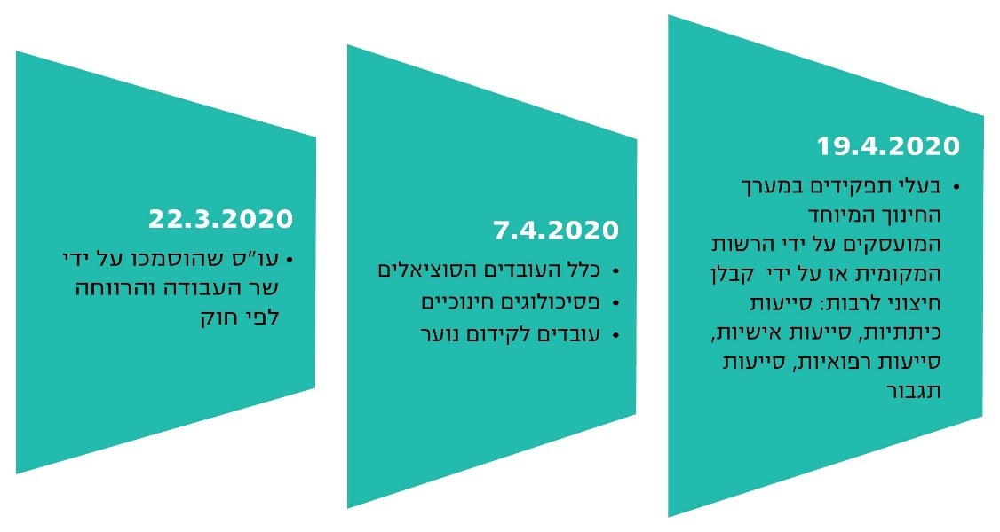 19.4.2020
• בעלי תפקידים במערך
החינוך המיוחד
המועסקים על ידי הרשות
המקומית או על ידי קבלן
חיצוני לרבות: סייעות
כיתתיות, סייעות אישיות,
סייעות רפואיות, סייעות
תגבור
7.4.2020
• כלל העובדים הסוציאלים
• פסיכולוגים חינוכיים
• עובדים לקידום נוער
22.3.2020
• עו"ס שהוסמכו על ידי
שר העבודה והרווחה
לפי חוק